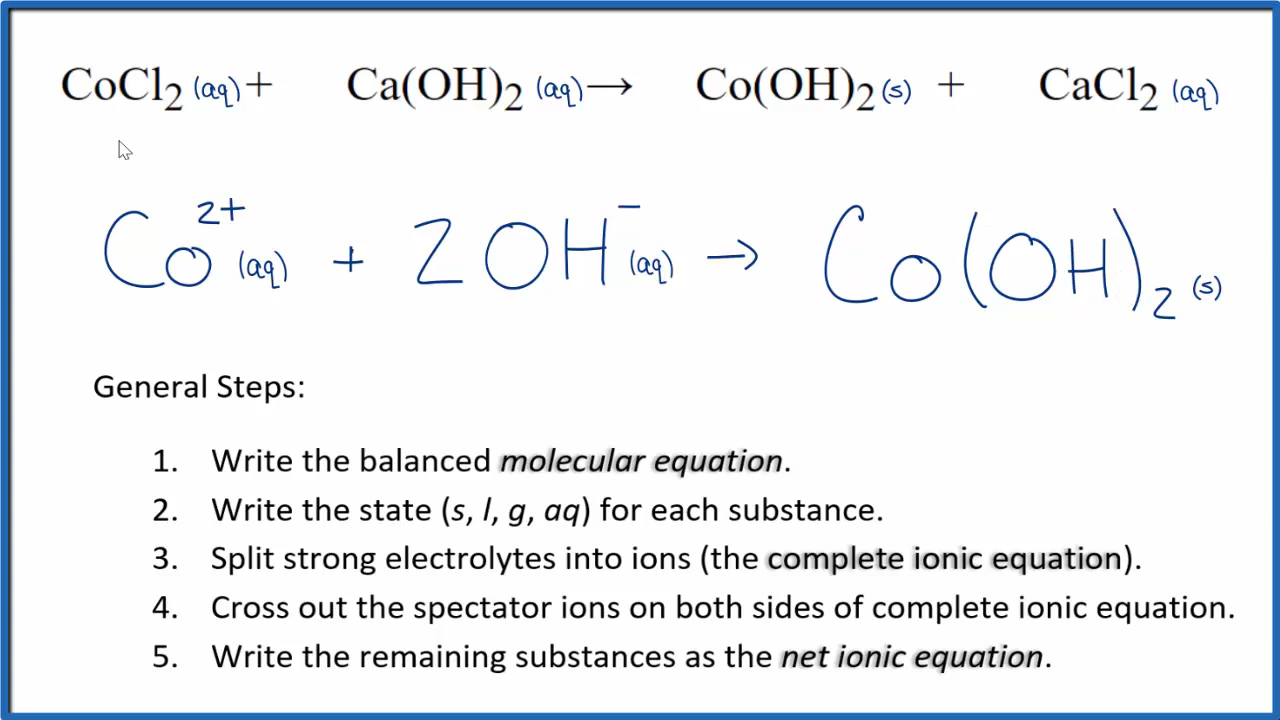 CoCl₂ (aq) + Ca(OH)₂ (aq) → Co(OH)₂ (s) + CaCl₂ (aq)
Co²⁺ (aq) + 2 OH⁻ (aq) → Co(OH)₂ (s)
General Steps:
1. Write the balanced molecular equation.
2. Write the state (s, l, g, aq) for each substance.
3. Split strong electrolytes into ions (the complete ionic equation).
4. Cross out the spectator ions on both sides of complete ionic equation.
5. Write the remaining substances as the net ionic equation.